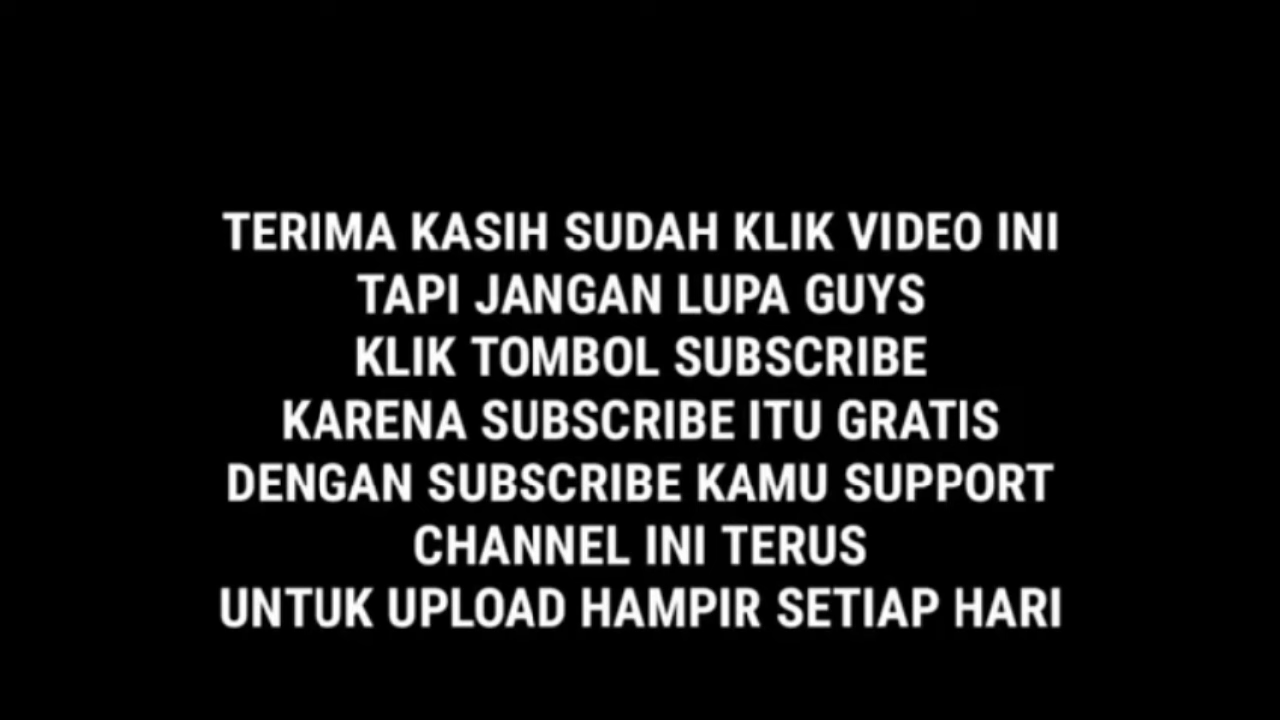 TERIMA KASIH SUDAH KLIK VIDEO INI
TAPI JANGAN LUPA GUYS
KLIK TOMBOL SUBSCRIBE
KARENA SUBSCRIBE ITU GRATIS
DENGAN SUBSCRIBE KAMU SUPPORT
CHANNEL INI TERUS
UNTUK UPLOAD HAMPIR SETIAP HARI